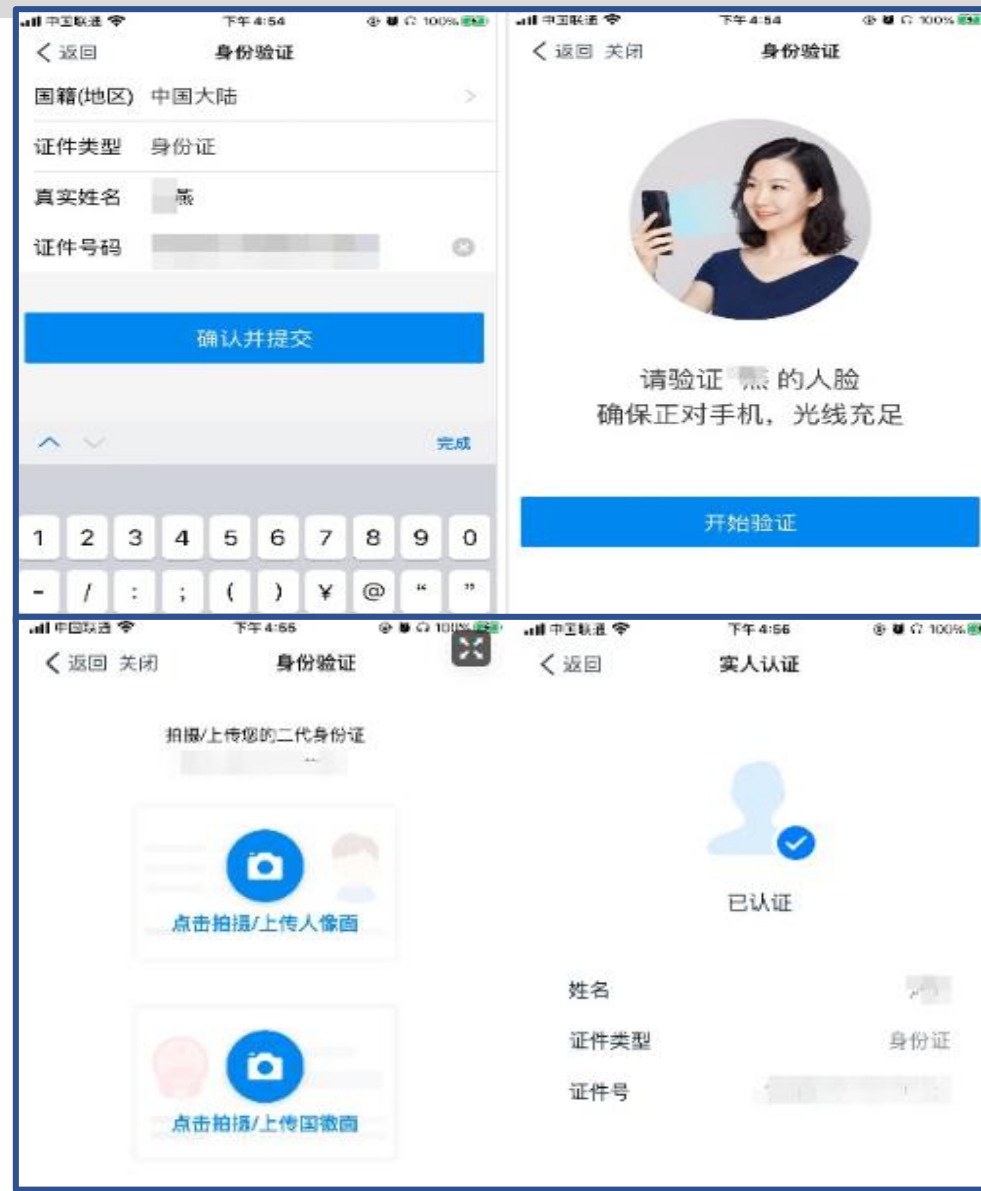 中国联通 下午4:54 100%
返回 身份验证
国籍(地区) 中国大陆
证件类型 身份证
真实姓名 燕
证件号码
确认并提交
完成
1 2 3 4 5 6 7 8 9 0
- / : ; ( ) ¥ @ “ ”
中国联通 下午4:54 100%
返回 关闭 身份验证
请验证 燕 的人脸
确保正对手机，光线充足
开始验证
中国联通 下午4:55 100%
返回 关闭 身份验证
拍摄/上传您的二代身份证
点击拍摄/上传人像面
点击拍摄/上传国徽面
中国联通 下午4:56 100%
返回 实人认证
已认证
姓名
证件类型 身份证
证件号